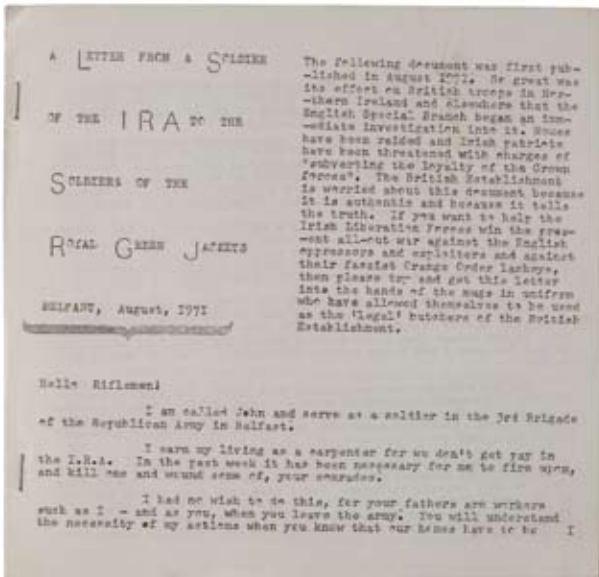 A LETTER FROM A SOLDIER
OF THE IRA TO THE
SOLDIERS OF THE
ROYAL GREEN JACKETS
BELFAST, August, 1971
The following document was first pub-
-lished in August 1971. So great was
its effect on British troops in Nor-
-thern Ireland and elsewhere that the
English Special Branch began an imm-
-ediate investigation into it. Houses
have been raided and Irish patriots
have been threatened with charges of
"subverting the loyalty of the Crown
forces". The British Establishment
is worried about this document because
it is authentic and because it tells
the truth. If you want to help the
Irish Liberation Forces win the pres-
-ent all-out war against the English
oppressors and exploiters and against
their fascist Orange Order lackeys,
then please try and get this letter
into the hands of the mugs in uniform
who have allowed themselves to be used
as the 'legal' butchers of the British
Establishment.
Hello Riflemen!
I am called John and serve as a soldier in the 3rd Brigade
of the Republican Army in Belfast.
I earn my living as a carpenter for we don't get pay in
the I.R.A. In the past week it has been necessary for me to fire upon,
and kill one and wound some of, your comrades.
I had no wish to do this, for your fathers are workers
such as I - and as you, when you leave the army. You will understand
the necessity of my actions when you know that our homes have to be I